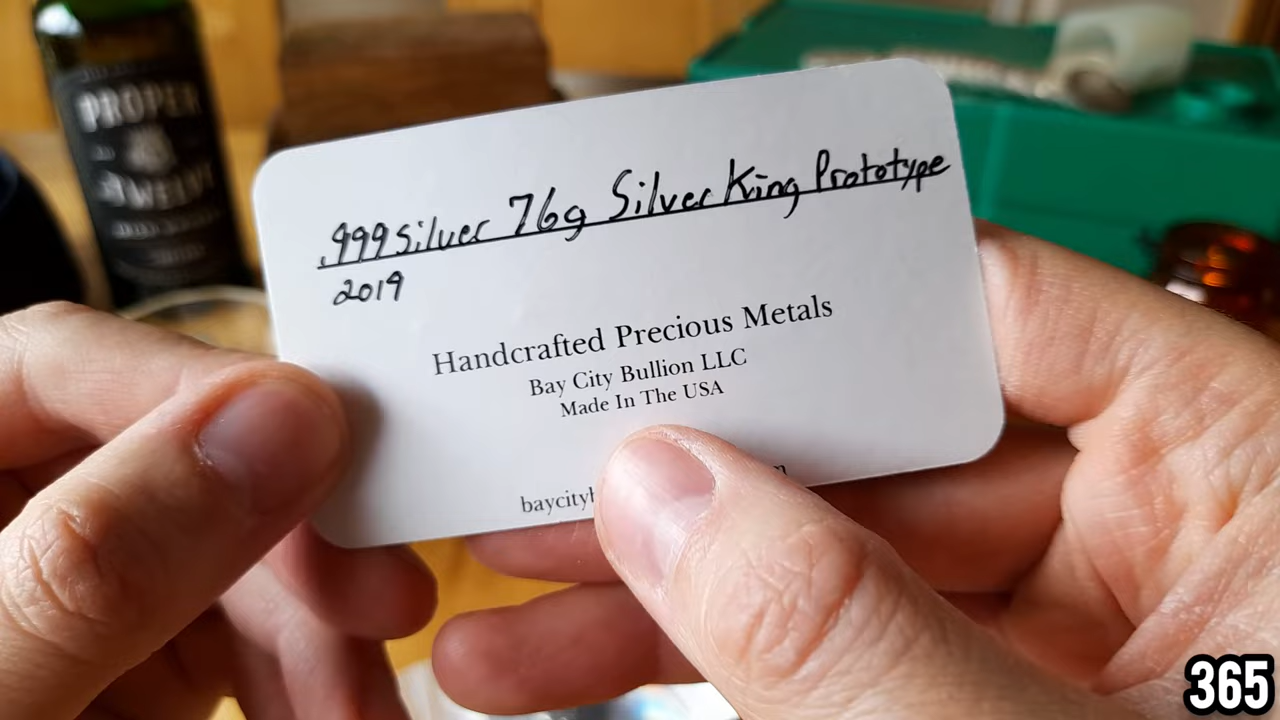 PROPER
TWELVE
.999 Silver 76g Silver King Prototype
2019
Handcrafted Precious Metals
Bay City Bullion LLC
Made In The USA
365